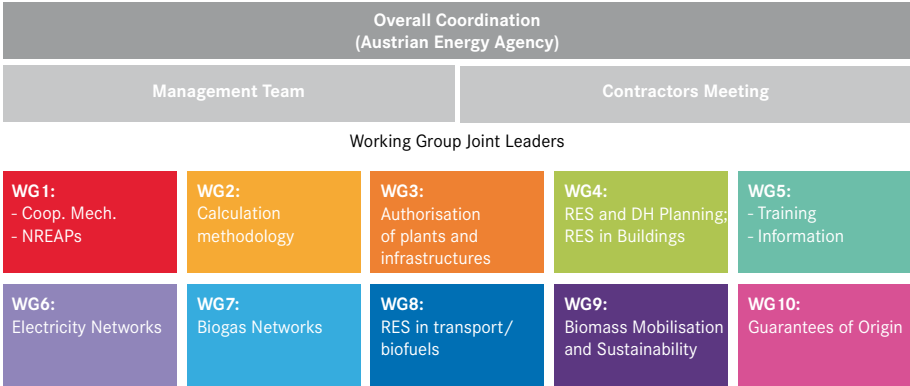 Overall Coordination
(Austrian Energy Agency)
Management Team
Contractors Meeting
Working Group Joint Leaders
WG1:
- Coop. Mech.
- NREAPs
WG2:
Calculation
methodology
WG3:
Authorisation
of plants and
infrastructures
WG4:
RES and DH Planning;
RES in Buildings
WG5:
- Training
- Information
WG6:
Electricity Networks
WG7:
Biogas Networks
WG8:
RES in transport/
biofuels
WG9:
Biomass Mobilisation
and Sustainability
WG10:
Guarantees of Origin